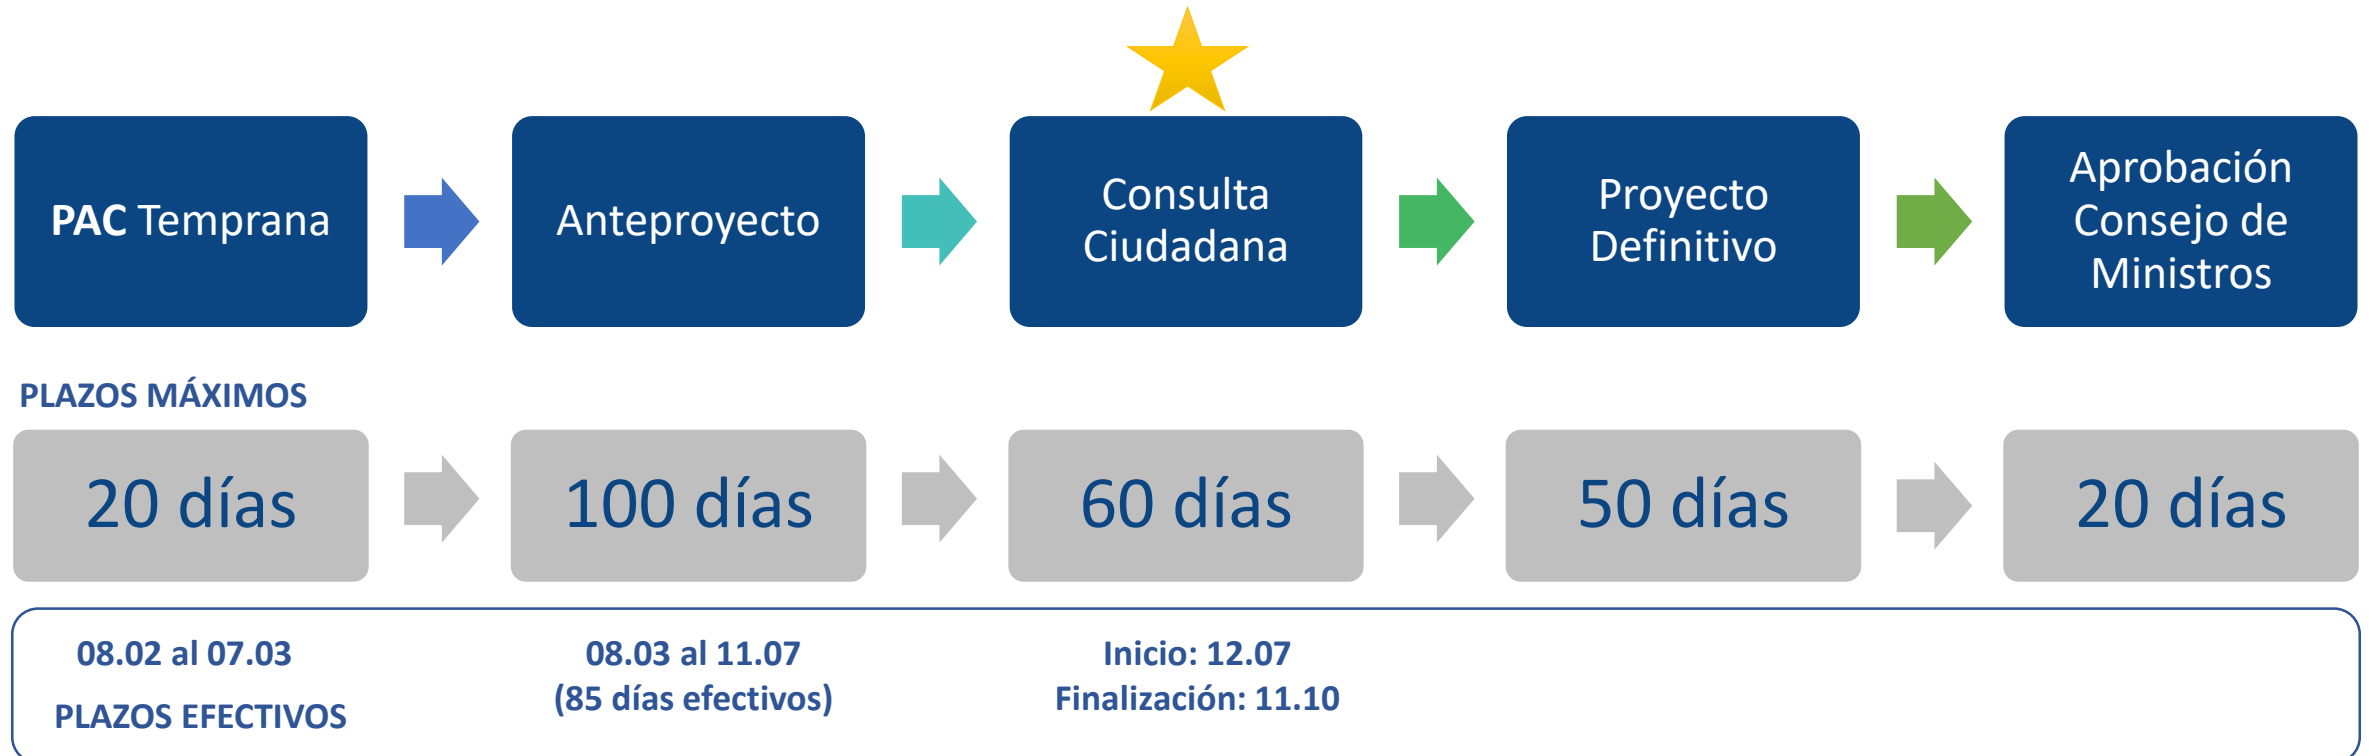 PAC Temprana
Anteproyecto
Consulta
Ciudadana
Proyecto
Definitivo
Aprobación
Consejo de
Ministros
PLAZOS MÁXIMOS
20 días
100 días
60 días
50 días
20 días
08.02 al 07.03
PLAZOS EFECTIVOS
08.03 al 11.07
(85 días efectivos)
Inicio: 12.07
Finalización: 11.10